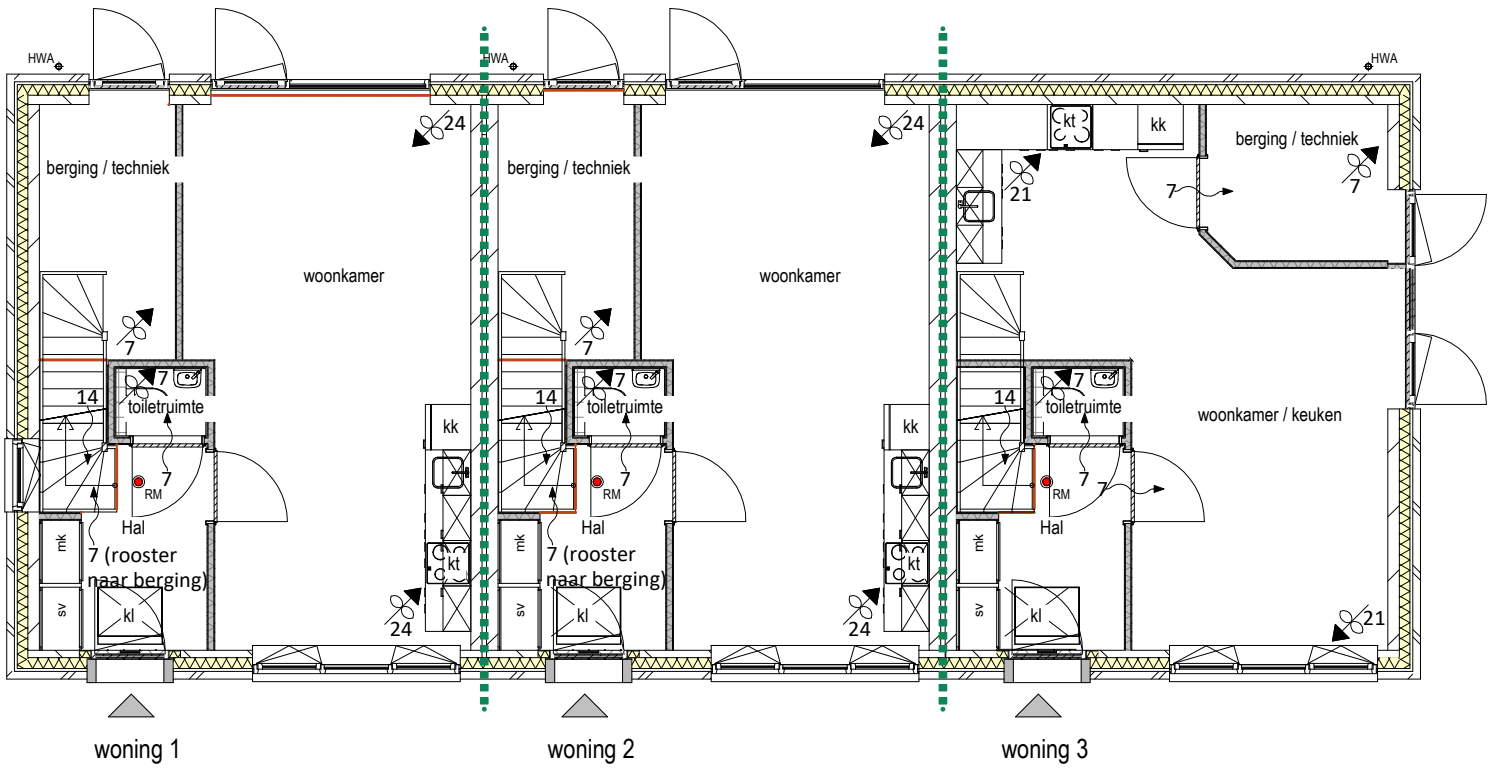 HWA
HWA
HWA
24
24
kt
kk
berging / techniek
berging / techniek
berging / techniek
7
21
7
woonkamer
woonkamer
7
7
7
7
7
14
toiletruimte
14
toiletruimte
14
toiletruimte
woonkamer / keuken
kk
kk
7
7
7
RM
RM
RM
7
Hal
Hal
Hal
mk
mk
mk
7 (rooster
naar berging)
7 (rooster
naar berging)
kt
kt
sv
kl
sv
kl
sv
kl
24
24
21
woning 1
woning 2
woning 3